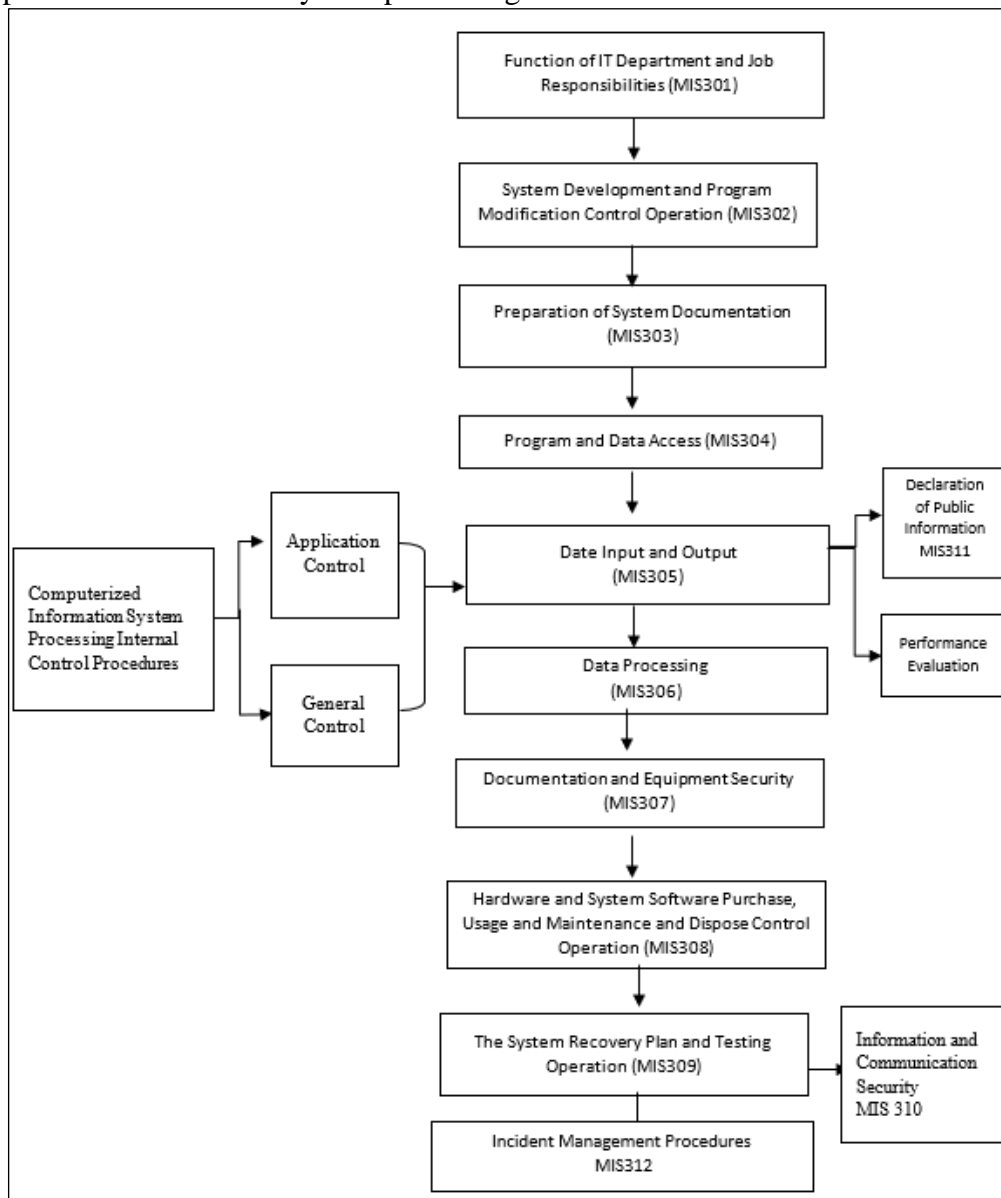 Function of IT Department and Job
Responsibilities (MIS301)
System Development and Program
Modification Control Operation (MIS302)
Preparation of System Documentation
(MIS303)
Program and Data Access (MIS304)
Declaration
of Public
Information
MIS311
Application
Control
Date Input and Output
(MIS305)
Computerized
Information System
Processing Internal
Control Procedures
Performance
Evaluation
Data Processing
(MIS306)
General
Control
Documentation and Equipment Security
(MIS307)
Hardware and System Software Purchase,
Usage and Maintenance and Dispose Control
Operation (MIS308)
The System Recovery Plan and Testing
Operation (MIS309)
Information and
Communication
Security
MIS 310
Incident Management Procedures
MIS312